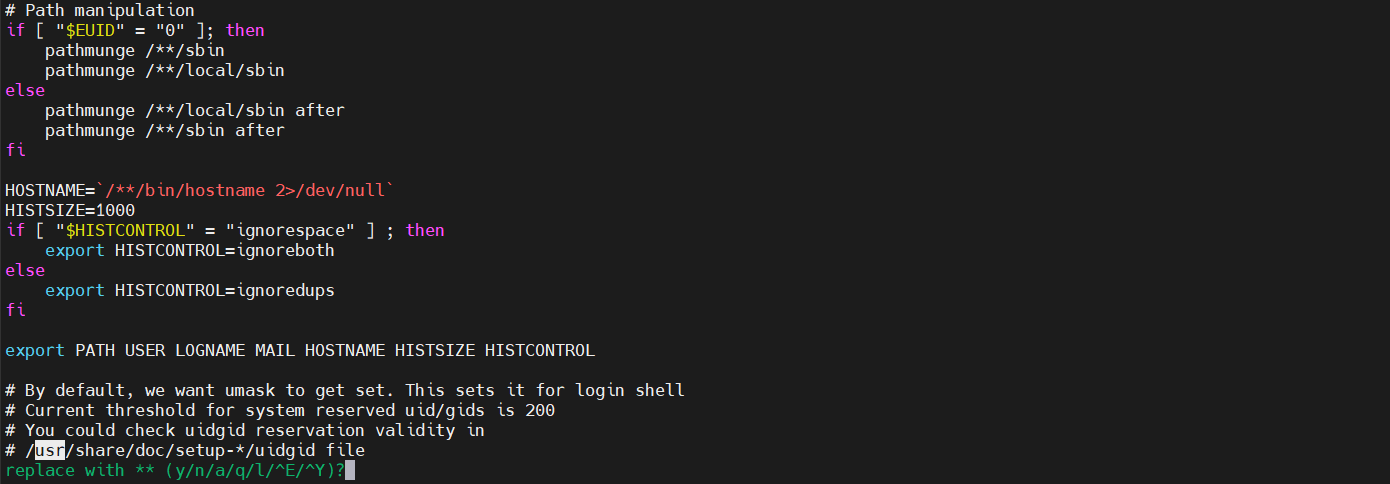 # Path manipulation
if [ "$EUID" = "0" ]; then
    pathmunge /**/sbin
    pathmunge /**/local/sbin
else
    pathmunge /**/local/sbin after
    pathmunge /**/sbin after
fi

HOSTNAME=`/**/bin/hostname 2>/dev/null`
HISTSIZE=1000
if [ "$HISTCONTROL" = "ignorespace" ] ; then
    export HISTCONTROL=ignoreboth
else
    export HISTCONTROL=ignoredups
fi

export PATH USER LOGNAME MAIL HOSTNAME HISTSIZE HISTCONTROL

# By default, we want umask to get set. This sets it for login shell
# Current threshold for system reserved uid/gids is 200
# You could check uidgid reservation validity in
# /usr/share/doc/setup-*/uidgid file
replace with ** (y/n/a/q/l/^E/^Y)?